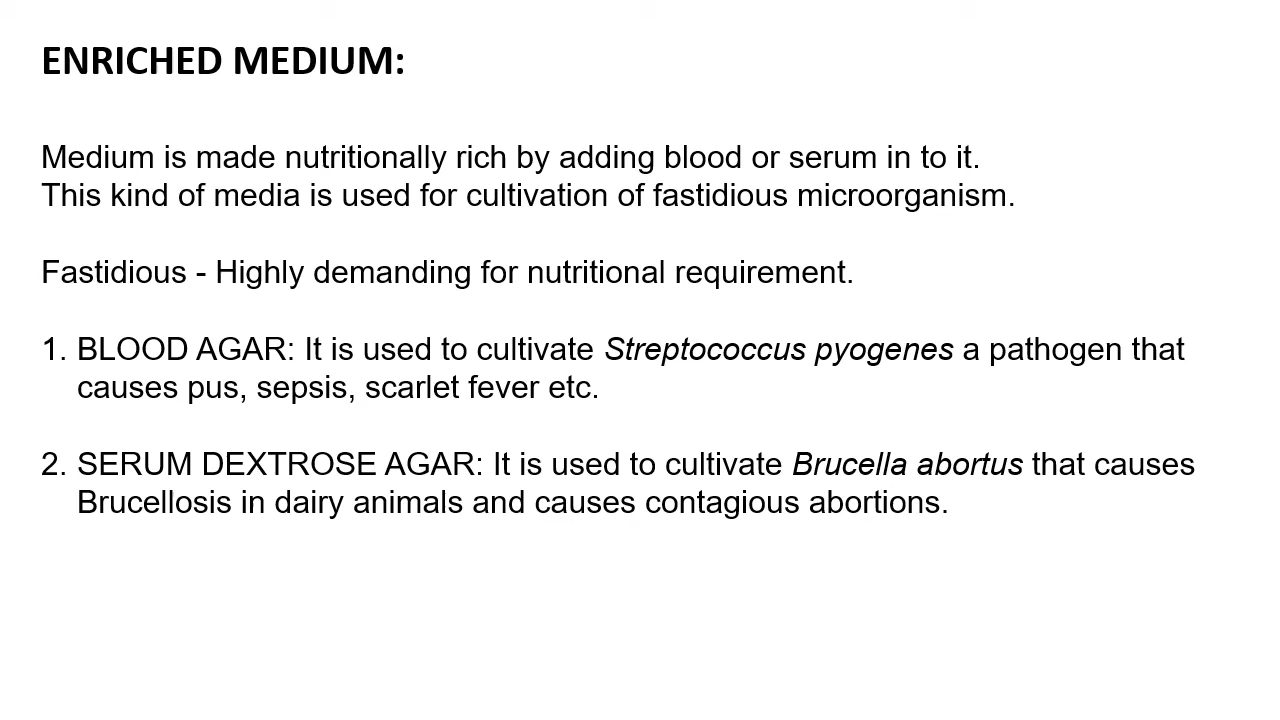 ENRICHED MEDIUM:
Medium is made nutritionally rich by adding blood or serum in to it.
This kind of media is used for cultivation of fastidious microorganism.
Fastidious - Highly demanding for nutritional requirement.
1. BLOOD AGAR: It is used to cultivate Streptococcus pyogenes a pathogen that
causes pus, sepsis, scarlet fever etc.
2. SERUM DEXTROSE AGAR: It is used to cultivate Brucella abortus that causes
Brucellosis in dairy animals and causes contagious abortions.